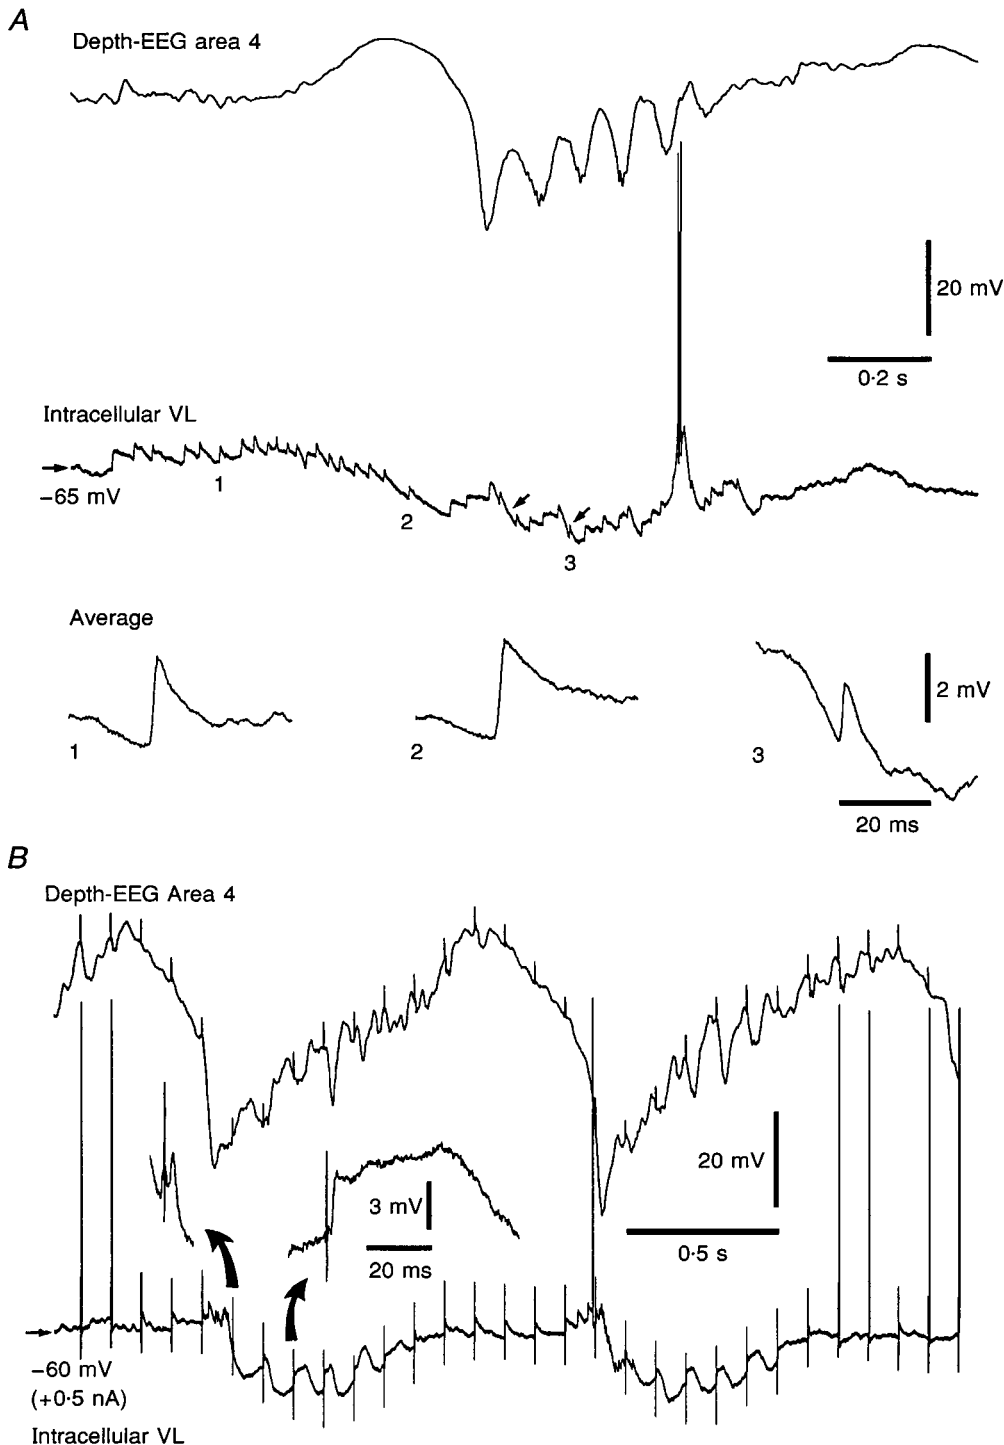 A
Depth-EEG area 4
20 mV
0·2 s
Intracellular VL
−65 mV
1
2
3
Average
1
2
3
2 mV
20 ms
B
Depth-EEG Area 4
20 mV
3 mV
0·5 s
20 ms
−60 mV
(+0·5 nA)
Intracellular VL